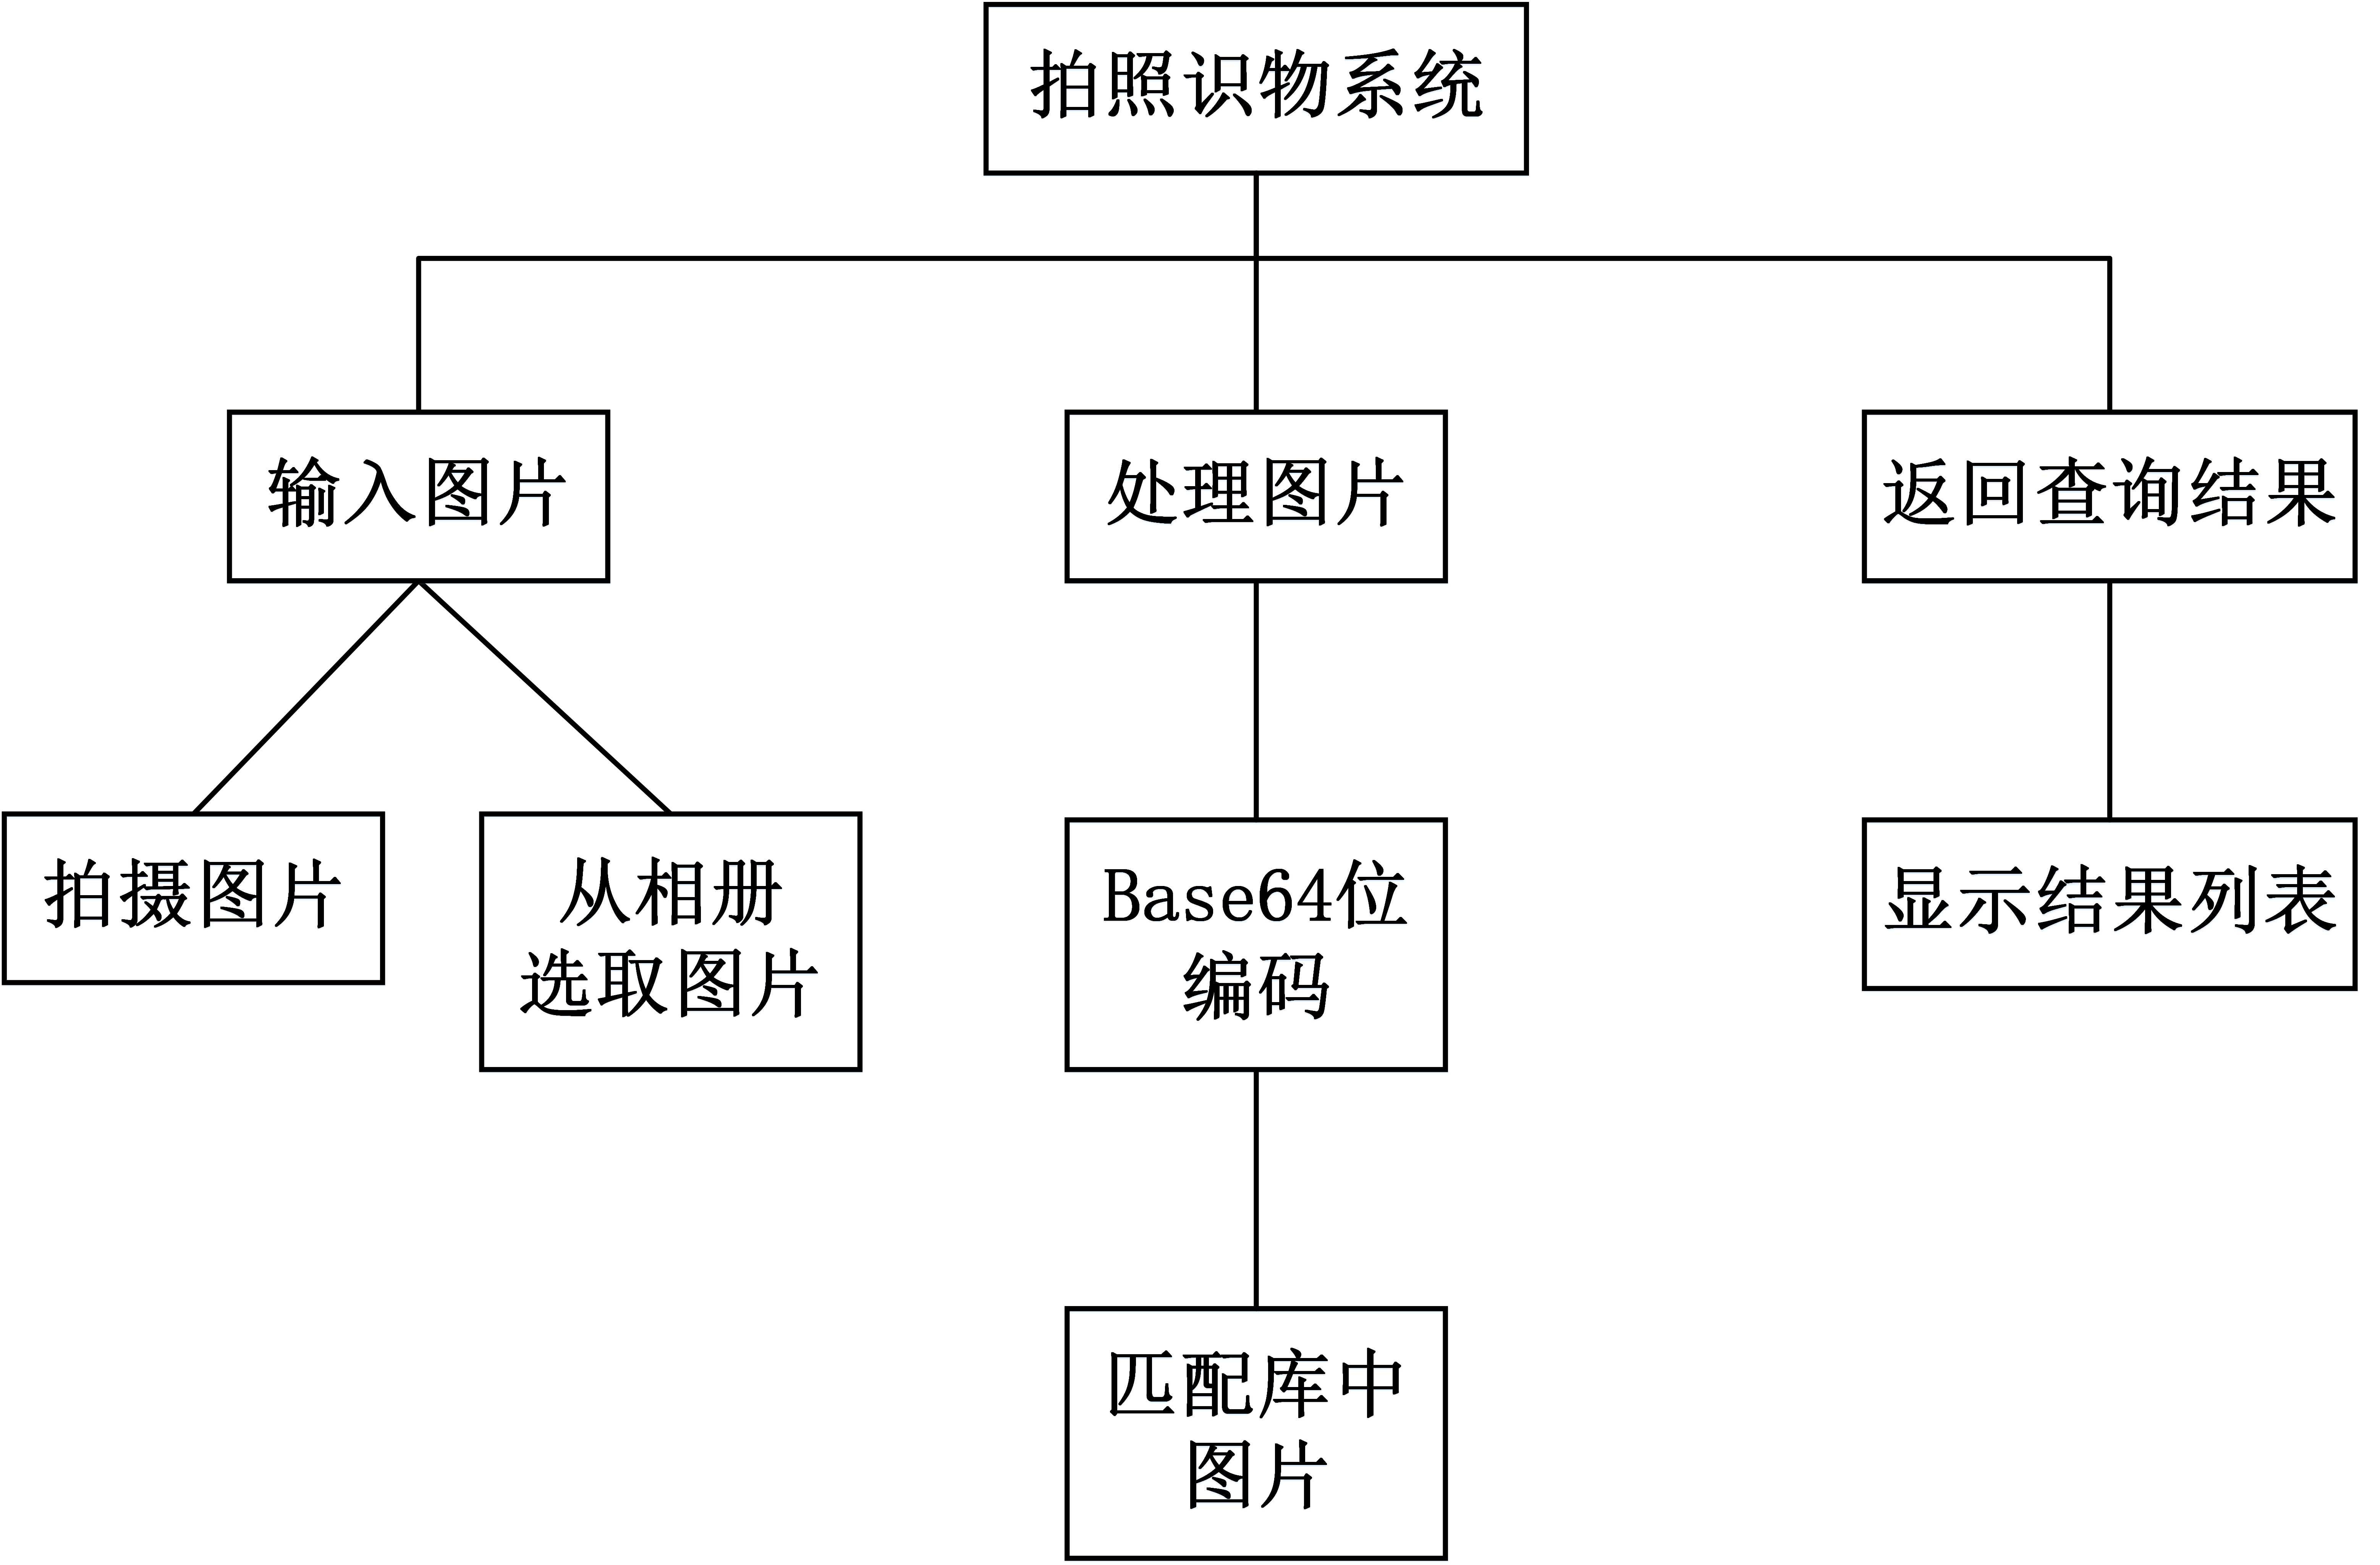 拍照识物系统
输入图片
处理图片
返回查询结果
拍摄图片
从相册
选取图片
Base64位
编码
显示结果列表
匹配库中
图片